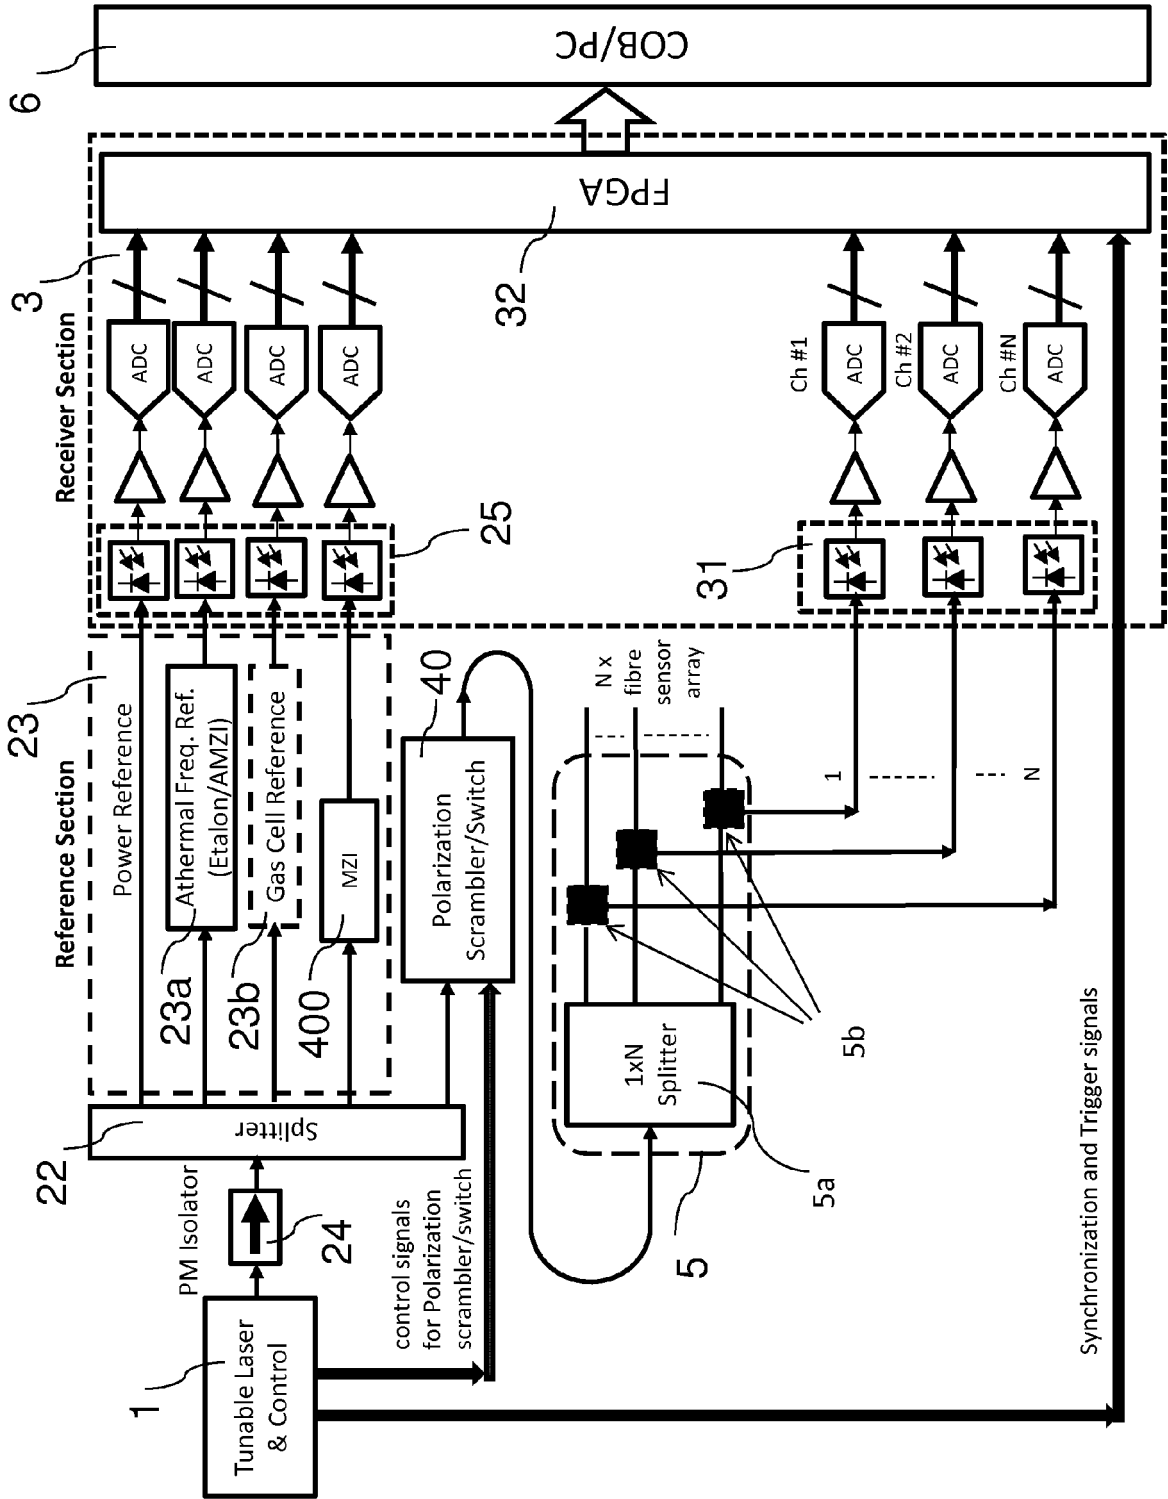 1
Tunable Laser
& Control
PM Isolator
24
22
Splitter
control signals
for Polarization
scrambler/switch
Reference Section
23
Power Reference
23a
Athermal Freq. Ref.
(Etalon/AMZI)
23b
Gas Cell Reference
400
MZI
40
Polarization
Scrambler/Switch
5
5a
1xN
Splitter
5b
N x
fibre
sensor
array
1
N
Receiver Section
3
25
ADC
ADC
ADC
ADC
31
Ch #1
ADC
Ch #2
ADC
Ch #N
ADC
32
FPGA
6
COB/PC
Synchronization and Trigger signals